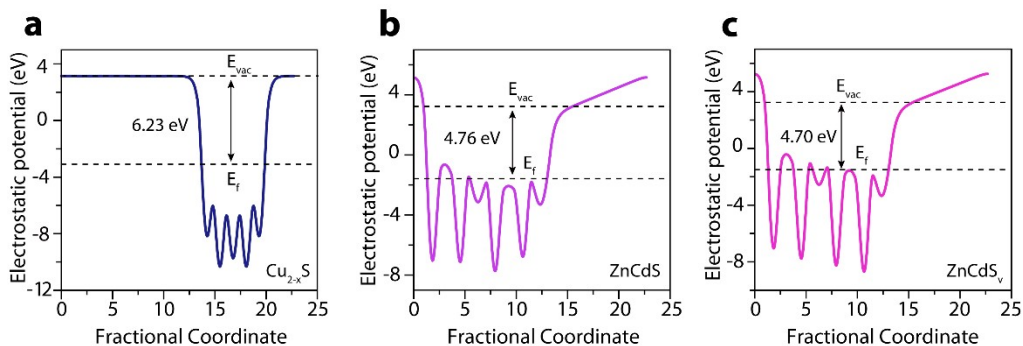 a
Electrostatic potential (eV)
4
0
-4
-8
-12
E_vac
6.23 eV
E_f
Cu_{2-x}S
0 5 10 15 20 25
Fractional Coordinate
b
Electrostatic potential (eV)
4
0
-4
-8
E_vac
4.76 eV
E_f
ZnCdS
0 5 10 15 20 25
Fractional Coordinate
c
Electrostatic potential (eV)
4
0
-4
-8
E_vac
4.70 eV
E_f
ZnCdS_v
0 5 10 15 20 25
Fractional Coordinate